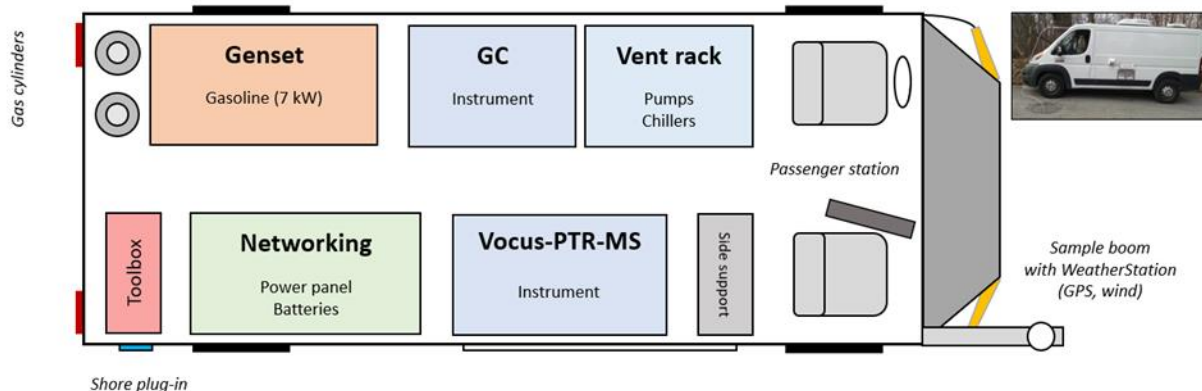 Gas cylinders
Genset
Gasoline (7 kW)
GC
Instrument
Vent rack
Pumps
Chillers
Passenger station
Toolbox
Networking
Power panel
Batteries
Vocus-PTR-MS
Instrument
Side support
Sample boom
with WeatherStation
(GPS, wind)
Shore plug-in